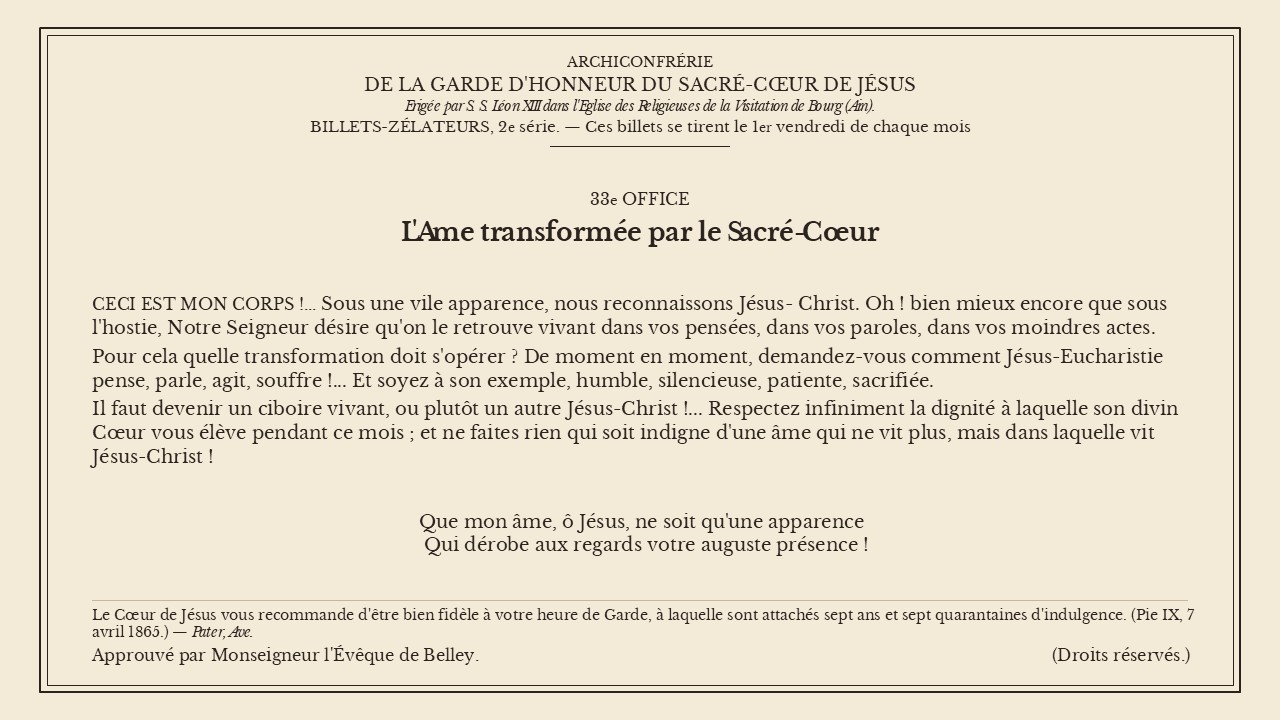 ARCHICONFRÉRIE
DE LA GARDE D'HONNEUR DU SACRÉ-CŒUR DE JÉSUS
Erigée par S. S. Léon XIII dans l'Eglise des Religieuses de la Visitation de Bourg (Ain).
BILLETS-ZÉLATEURS, 2e série. — Ces billets se tirent le 1er vendredi de chaque mois
33e OFFICE
L'Ame transformée par le Sacré-Cœur
CECI EST MON CORPS !... Sous une vile apparence, nous reconnaissons Jésus- Christ. Oh ! bien mieux encore que sous
l'hostie, Notre Seigneur désire qu'on le retrouve vivant dans vos pensées, dans vos paroles, dans vos moindres actes.
Pour cela quelle transformation doit s'opérer ? De moment en moment, demandez-vous comment Jésus-Eucharistie
pense, parle, agit, souffre !... Et soyez à son exemple, humble, silencieuse, patiente, sacrifiée.
Il faut devenir un ciboire vivant, ou plutôt un autre Jésus-Christ !... Respectez infiniment la dignité à laquelle son divin
Cœur vous élève pendant ce mois ; et ne faites rien qui soit indigne d'une âme qui ne vit plus, mais dans laquelle vit
Jésus-Christ !
Que mon âme, ô Jésus, ne soit qu'une apparence
Qui dérobe aux regards votre auguste présence !
Le Cœur de Jésus vous recommande d'être bien fidèle à votre heure de Garde, à laquelle sont attachés sept ans et sept quarantaines d'indulgence. (Pie IX, 7
avril 1865.) — Pater, Ave.
Approuvé par Monseigneur l'Évêque de Belley. (Droits réservés.)